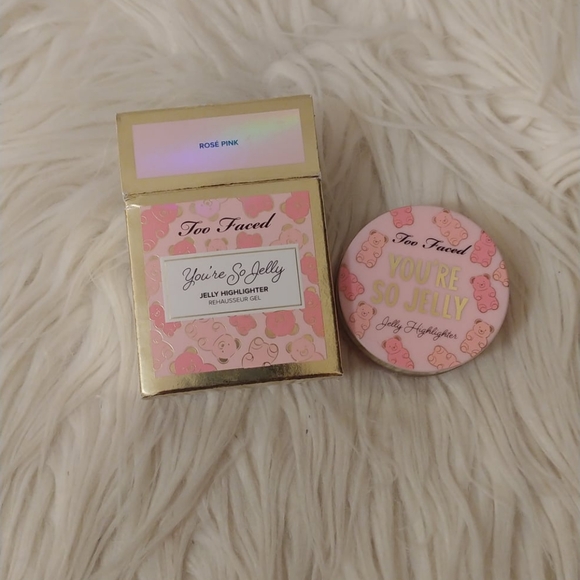 ROSÉ PINK
Too Faced
You're So Jelly
JELLY HIGHLIGHTER
REHAUSSEUR GEL
Too Faced
YOU'RE
SO JELLY
Jelly Highlighter